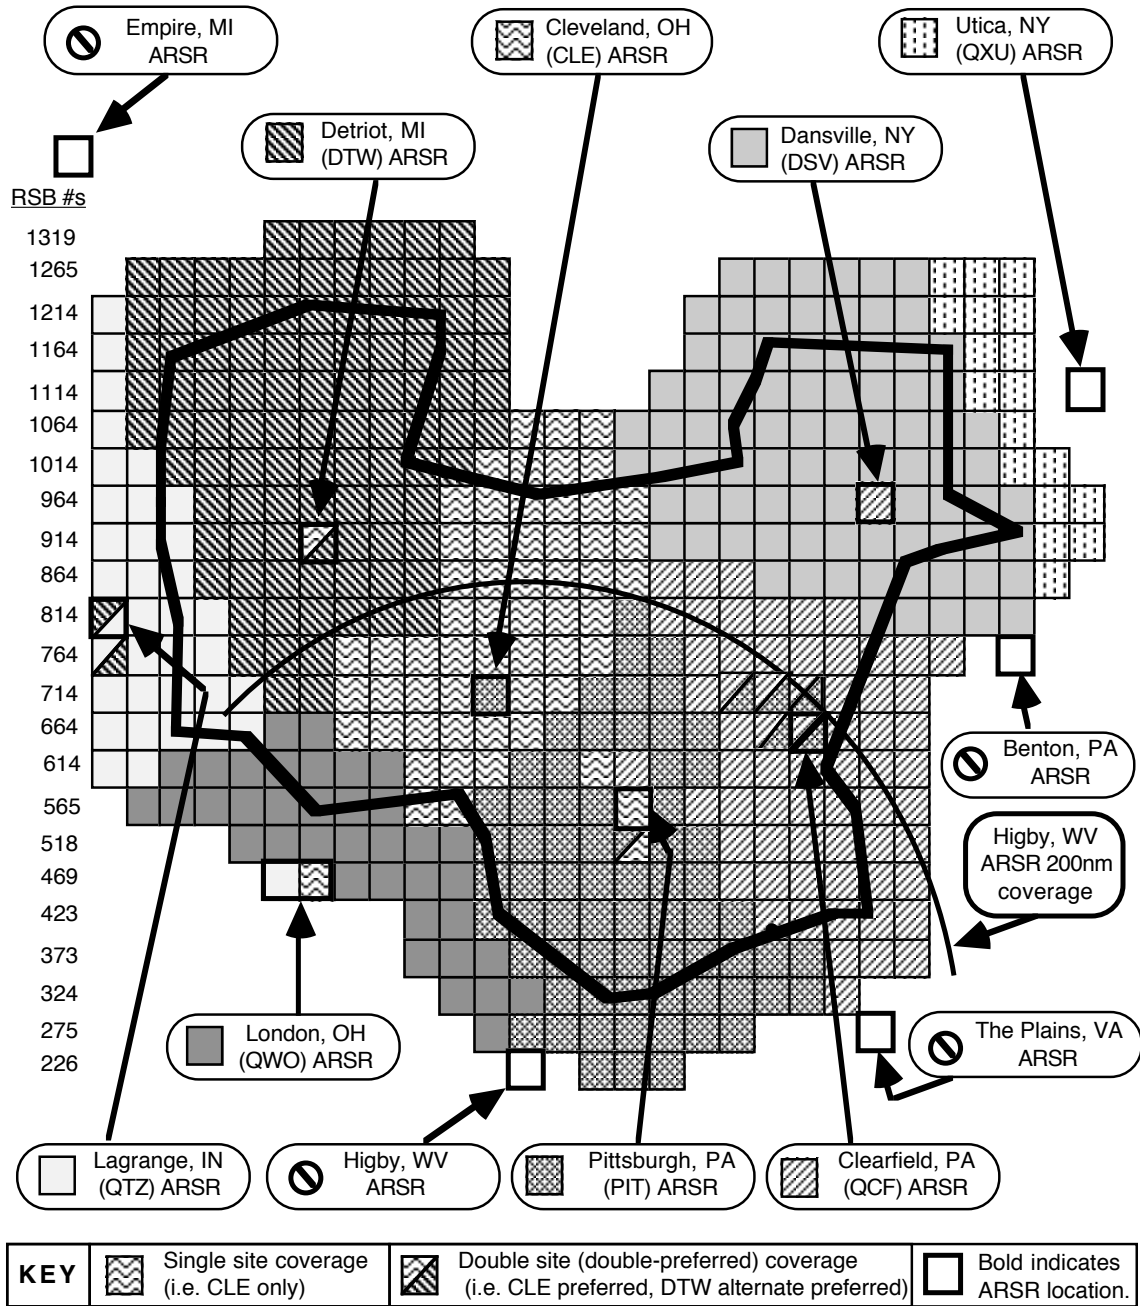 Empire, MI
ARSR
Cleveland, OH
(CLE) ARSR
Utica, NY
(QXU) ARSR
Detriot, MI
(DTW) ARSR
Dansville, NY
(DSV) ARSR
RSB #s
1319
1265
1214
1164
1114
1064
1014
964
914
864
814
764
714
664
614
565
518
469
423
373
324
275
226
Benton, PA
ARSR
Higby, WV
ARSR 200nm
coverage
London, OH
(QWO) ARSR
The Plains, VA
ARSR
Lagrange, IN
(QTZ) ARSR
Higby, WV
ARSR
Pittsburgh, PA
(PIT) ARSR
Clearfield, PA
(QCF) ARSR
KEY
Single site coverage
(i.e. CLE only)
Double site (double-preferred) coverage
(i.e. CLE preferred, DTW alternate preferred)
Bold indicates
ARSR location.